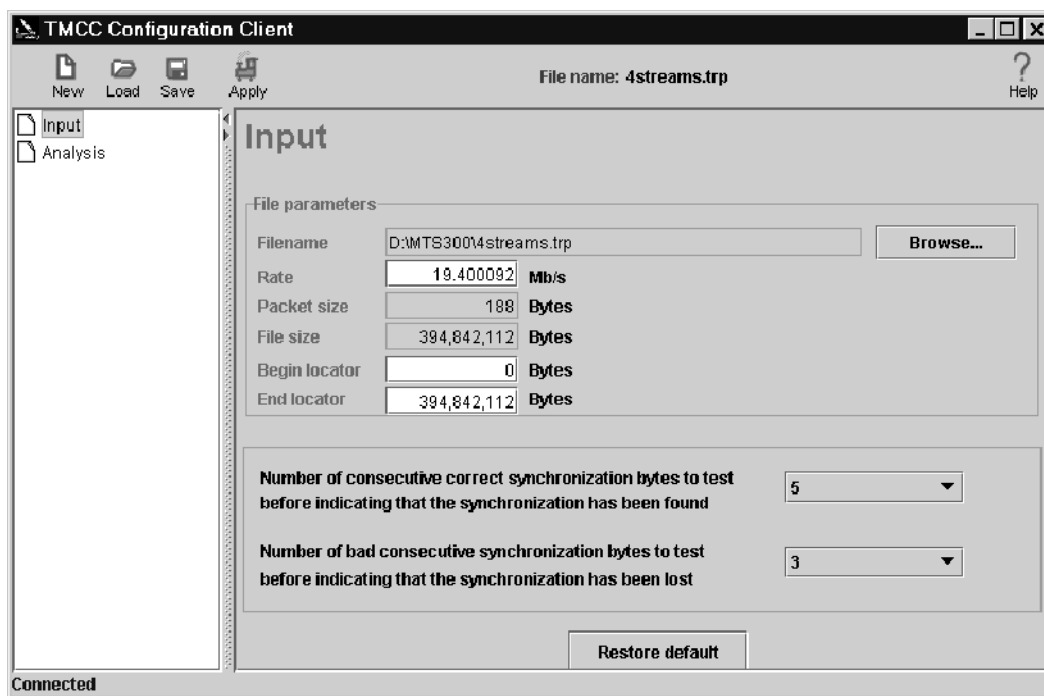 TMCC Configuration Client
New Load Save Apply
File name: 4streams.trp
Help
Input
Analysis
Input
File parameters
Filename D:\MTS300\4streams.trp Browse...
Rate 19.400092 Mb/s
Packet size 188 Bytes
File size 394,842,112 Bytes
Begin locator 0 Bytes
End locator 394,842,112 Bytes
Number of consecutive correct synchronization bytes to test
before indicating that the synchronization has been found
5
Number of bad consecutive synchronization bytes to test
before indicating that the synchronization has been lost
3
Restore default
Connected